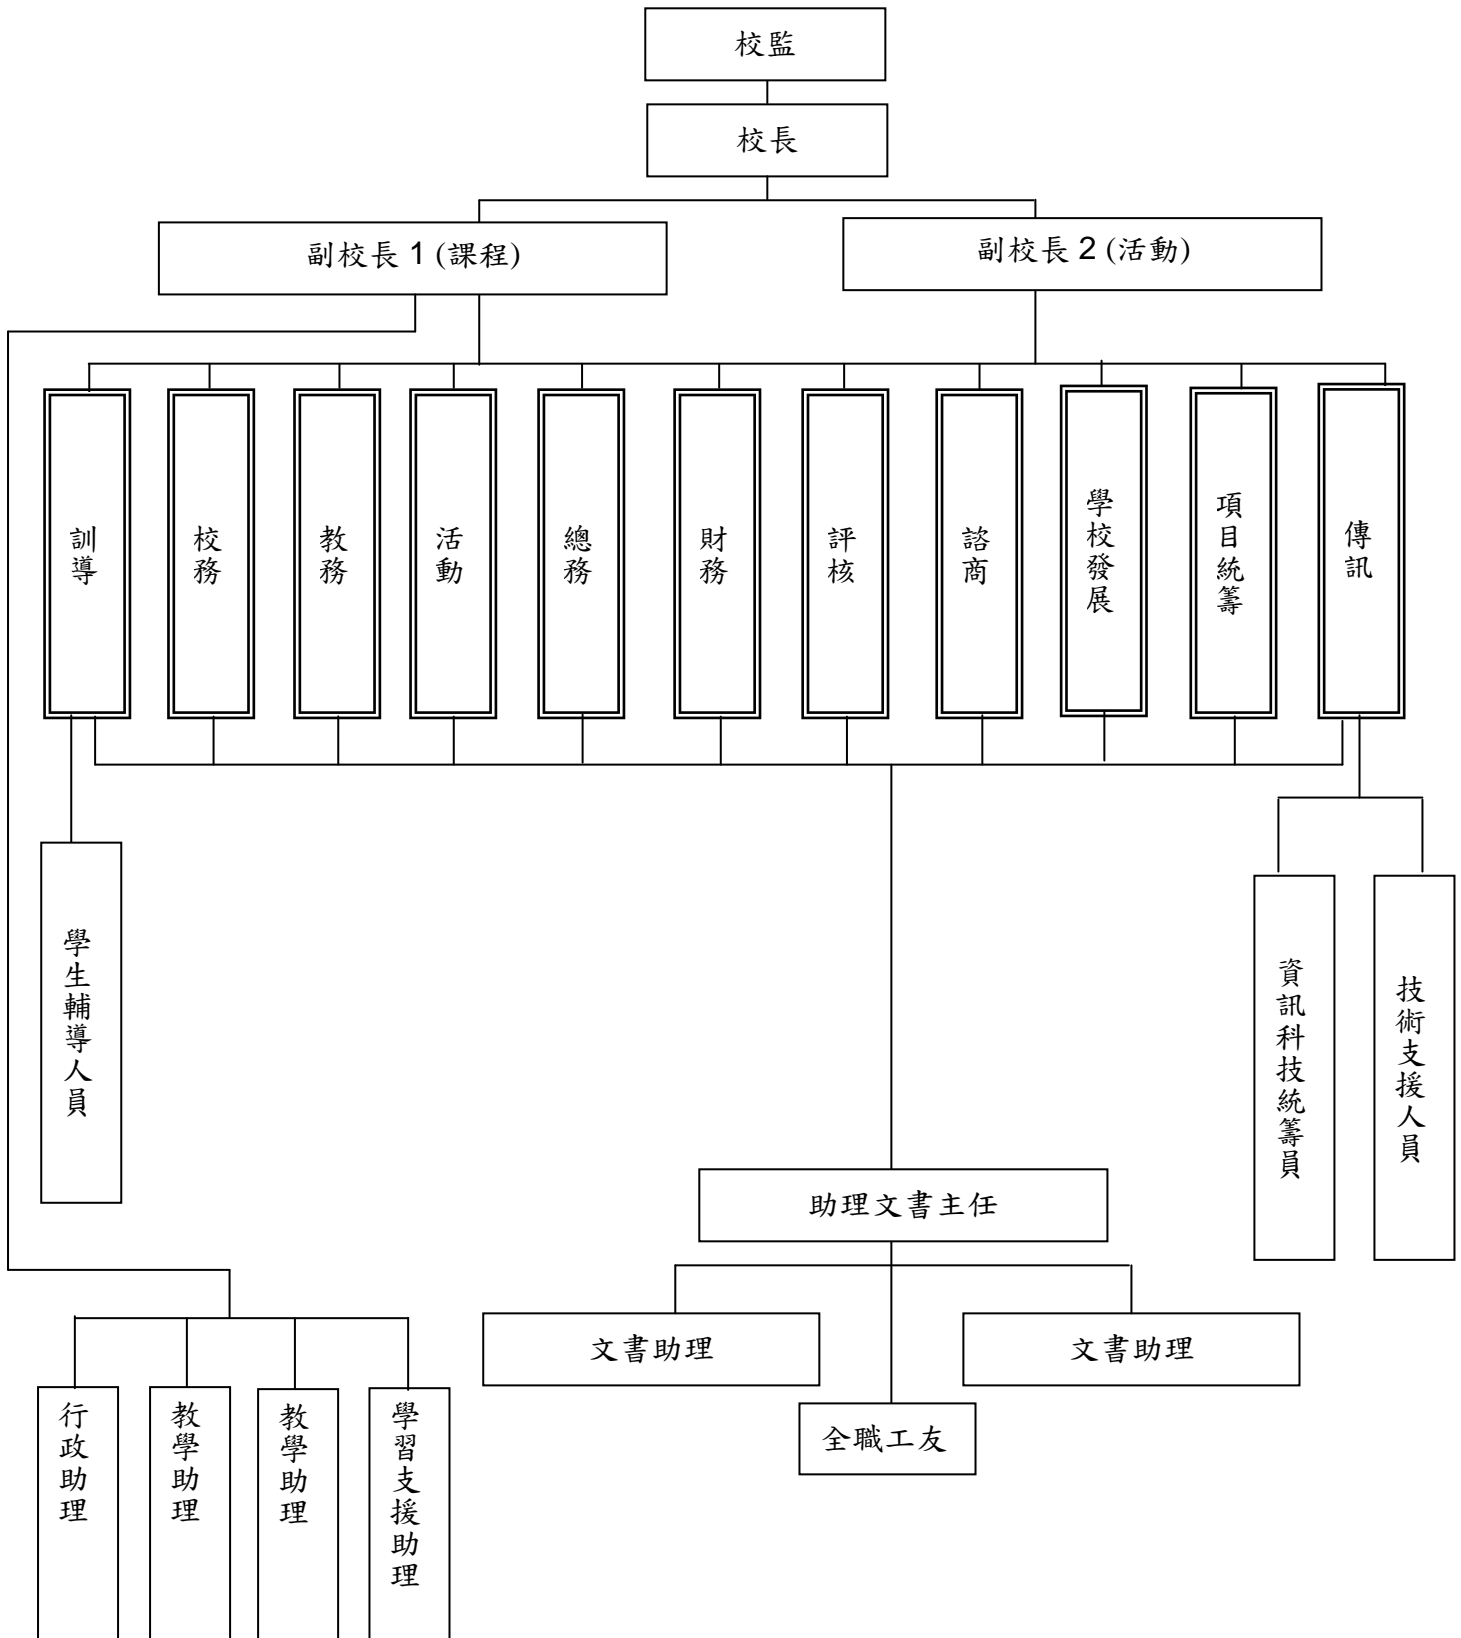 校監
校長
副校長 1 (課程)
副校長 2 (活動)
訓導
校務
教務
活動
總務
財務
評核
諮商
學校發展
項目統籌
傳訊
學生輔導人員
資訊科技統籌員
技術支援人員
助理文書主任
文書助理
文書助理
全職工友
行政助理
教學助理
教學助理
學習支援助理